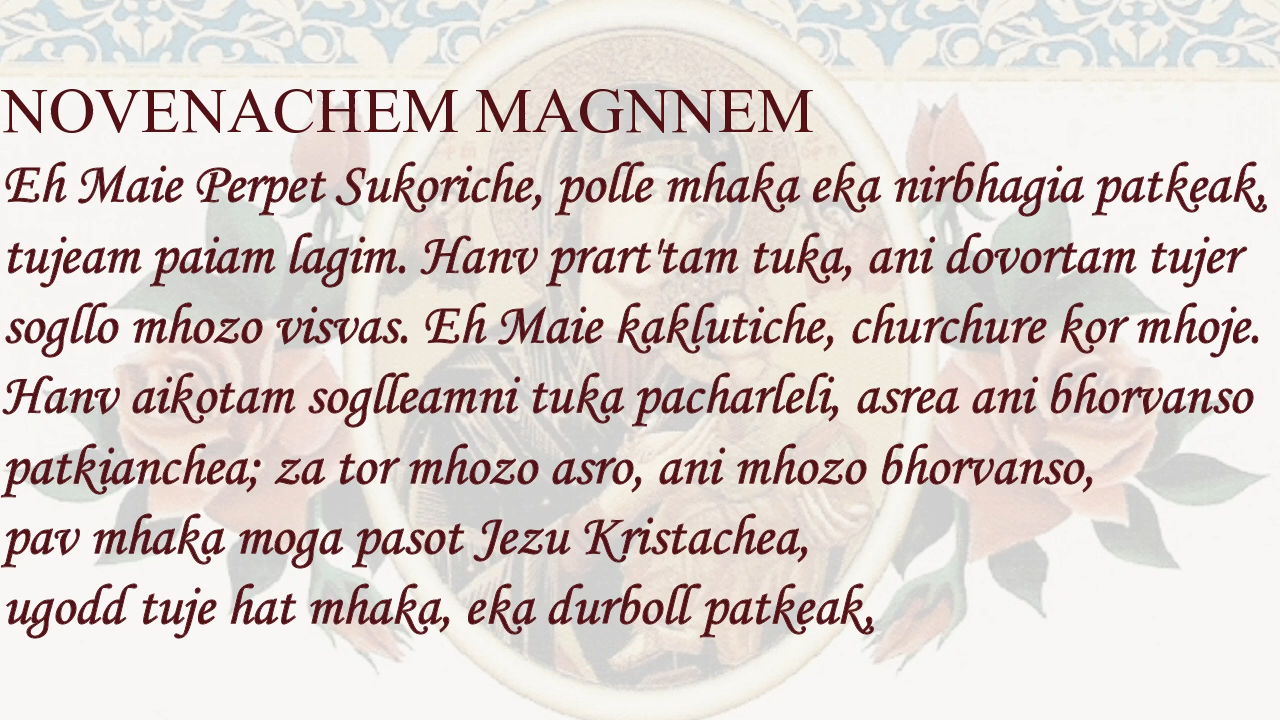 NOVENACHEM MAGNNEM
Eh Maie Perpet Sukoriche, polle mhaka eka nirbhagia patkeak,
tujeam paiam lagim. Hanv prart'tam tuka, ani dovortam tujer
sogllo mhozo visvas. Eh Maie kaklutiche, churchure kor mhoje.
Hanv aikotam soglleamni tuka pacharleli, asrea ani bhorvanso
patkianchea; za tor mhozo asro, ani mhozo bhorvanso,
pav mhaka moga pasot Jezu Kristachea,
ugodd tuje hat mhaka, eka durboll patkeak,